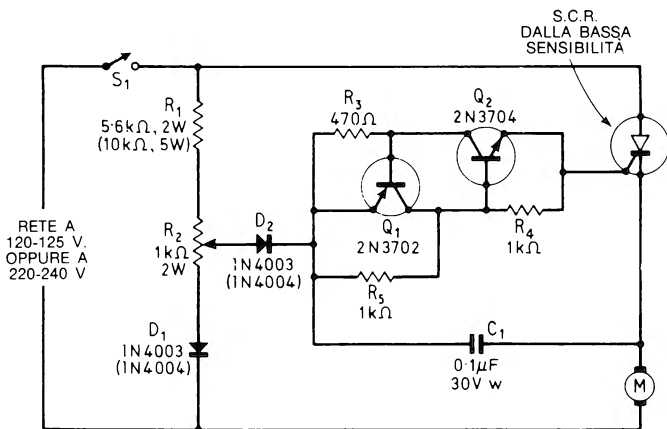 S.C.R.
DALLA BASSA
SENSIBILITÀ
S₁
R₁
5·6kΩ, 2W
(10kΩ, 5W)
R₃
470Ω
Q₂
2N3704
RETE A
120-125 V.
OPPURE A
220-240 V
R₂
1kΩ
2W
D₂
1N4003
(1N4004)
Q₁
2N3702
R₄
1kΩ
R₅
1kΩ
D₁
1N4003
(1N4004)
C₁
0·1µF
30V w
M